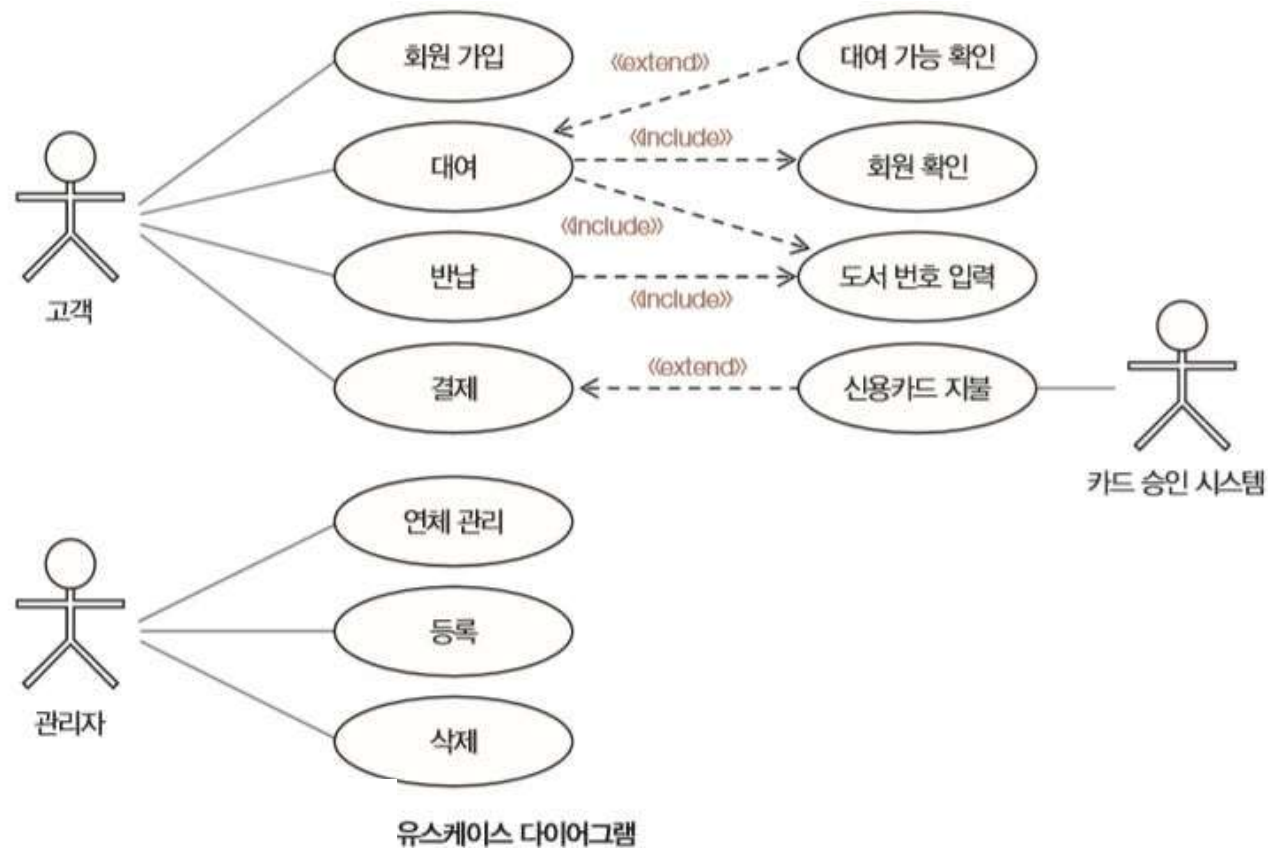 회원 가입
«extend»
대여 가능 확인
대여
«include»
회원 확인
«include»
반납
«include»
도서 번호 입력
고객
«extend»
결제
신용카드 지불
카드 승인 시스템
연체 관리
등록
관리자
삭제
유스케이스 다이어그램